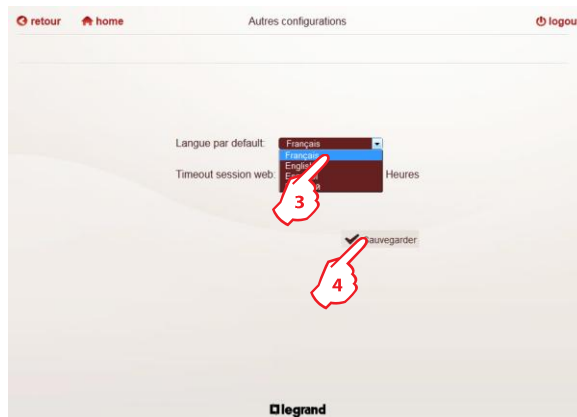 retour home Autres configurations logou
Langue par default: Français
Français
English
Timeout session web: Heures
3
Sauvegarder
4
legrand